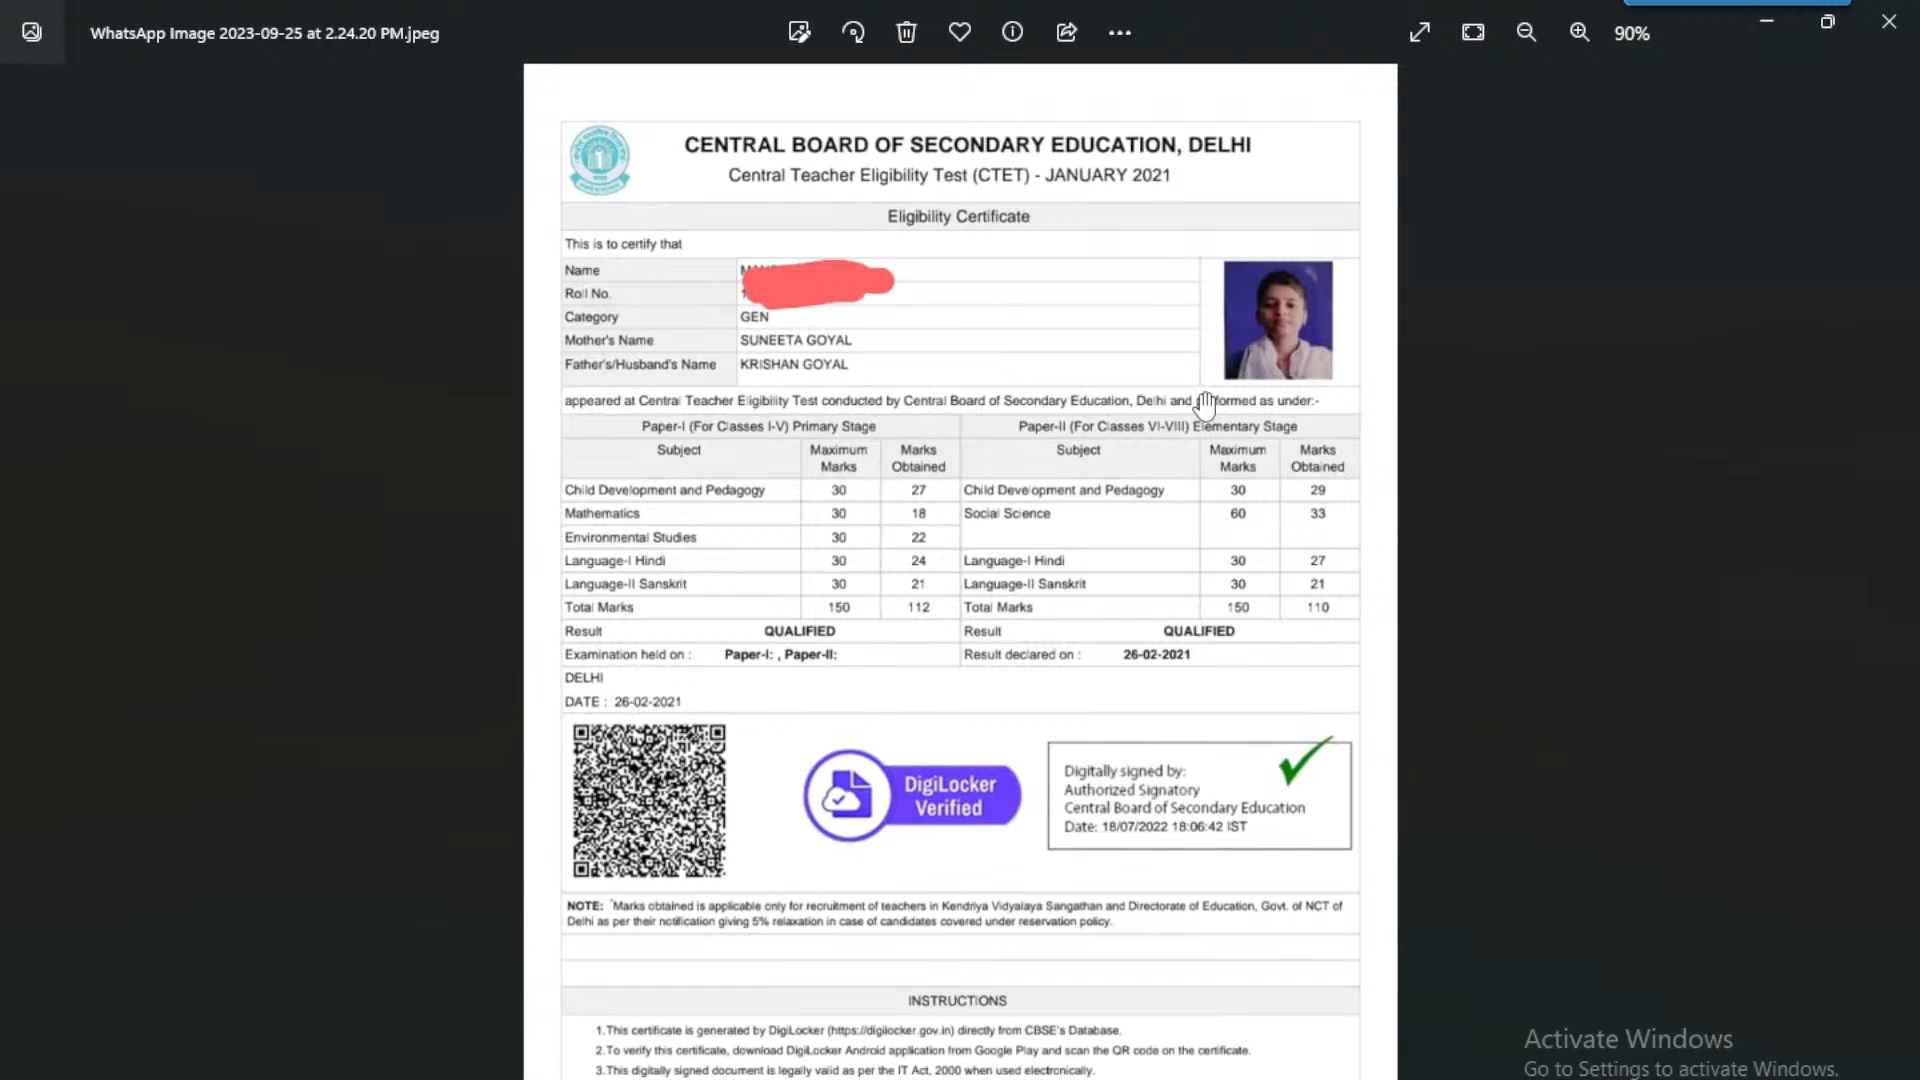 WhatsApp Image 2023-09-25 at 2.24.20 PM.jpeg
90%
CENTRAL BOARD OF SECONDARY EDUCATION, DELHI
Central Teacher Eligibility Test (CTET) - JANUARY 2021
Eligibility Certificate
This is to certify that
Name
Roll No.
Category GEN
Mother's Name SUNEETA GOYAL
Father's/Husband's Name KRISHAN GOYAL
appeared at Central Teacher Eligibility Test conducted by Central Board of Secondary Education, Delhi and as under:-
Paper-I (For Classes I-V) Primary Stage Paper-II (For Classes VI-VIII) Elementary Stage
Subject Maximum Marks Subject Maximum Marks
Marks Obtained Marks Obtained
Child Development and Pedagogy 30 27 Child Development and Pedagogy 30 29
Mathematics 30 18 Social Science 60 33
Environmental Studies 30 22
Language-I Hindi 30 24 Language-I Hindi 30 27
Language-II Sanskrit 30 21 Language-II Sanskrit 30 21
Total Marks 150 112 Total Marks 150 110
Result QUALIFIED Result QUALIFIED
Examination held on : Paper-I: , Paper-II: Result declared on : 26-02-2021
DELHI
DATE : 26-02-2021
DigiLocker
Verified
Digitally signed by:
Authorized Signatory
Central Board of Secondary Education
Date: 18/07/2022 18:06:42 IST
NOTE: *Marks obtained is applicable only for recruitment of teachers in Kendriya Vidyalaya Sangathan and Directorate of Education, Govt. of NCT of
Delhi as per their notification giving 5% relaxation in case of candidates covered under reservation policy.
INSTRUCTIONS
1.This certificate is generated by DigiLocker (https://digilocker.gov.in) directly from CBSE's Database.
2.To verify this certificate, download DigiLocker Android application from Google Play and scan the QR code on the certificate.
3.This digitally signed document is legally valid as per the IT Act, 2000 when used electronically.
Activate Windows
Go to Settings to activate Windows.